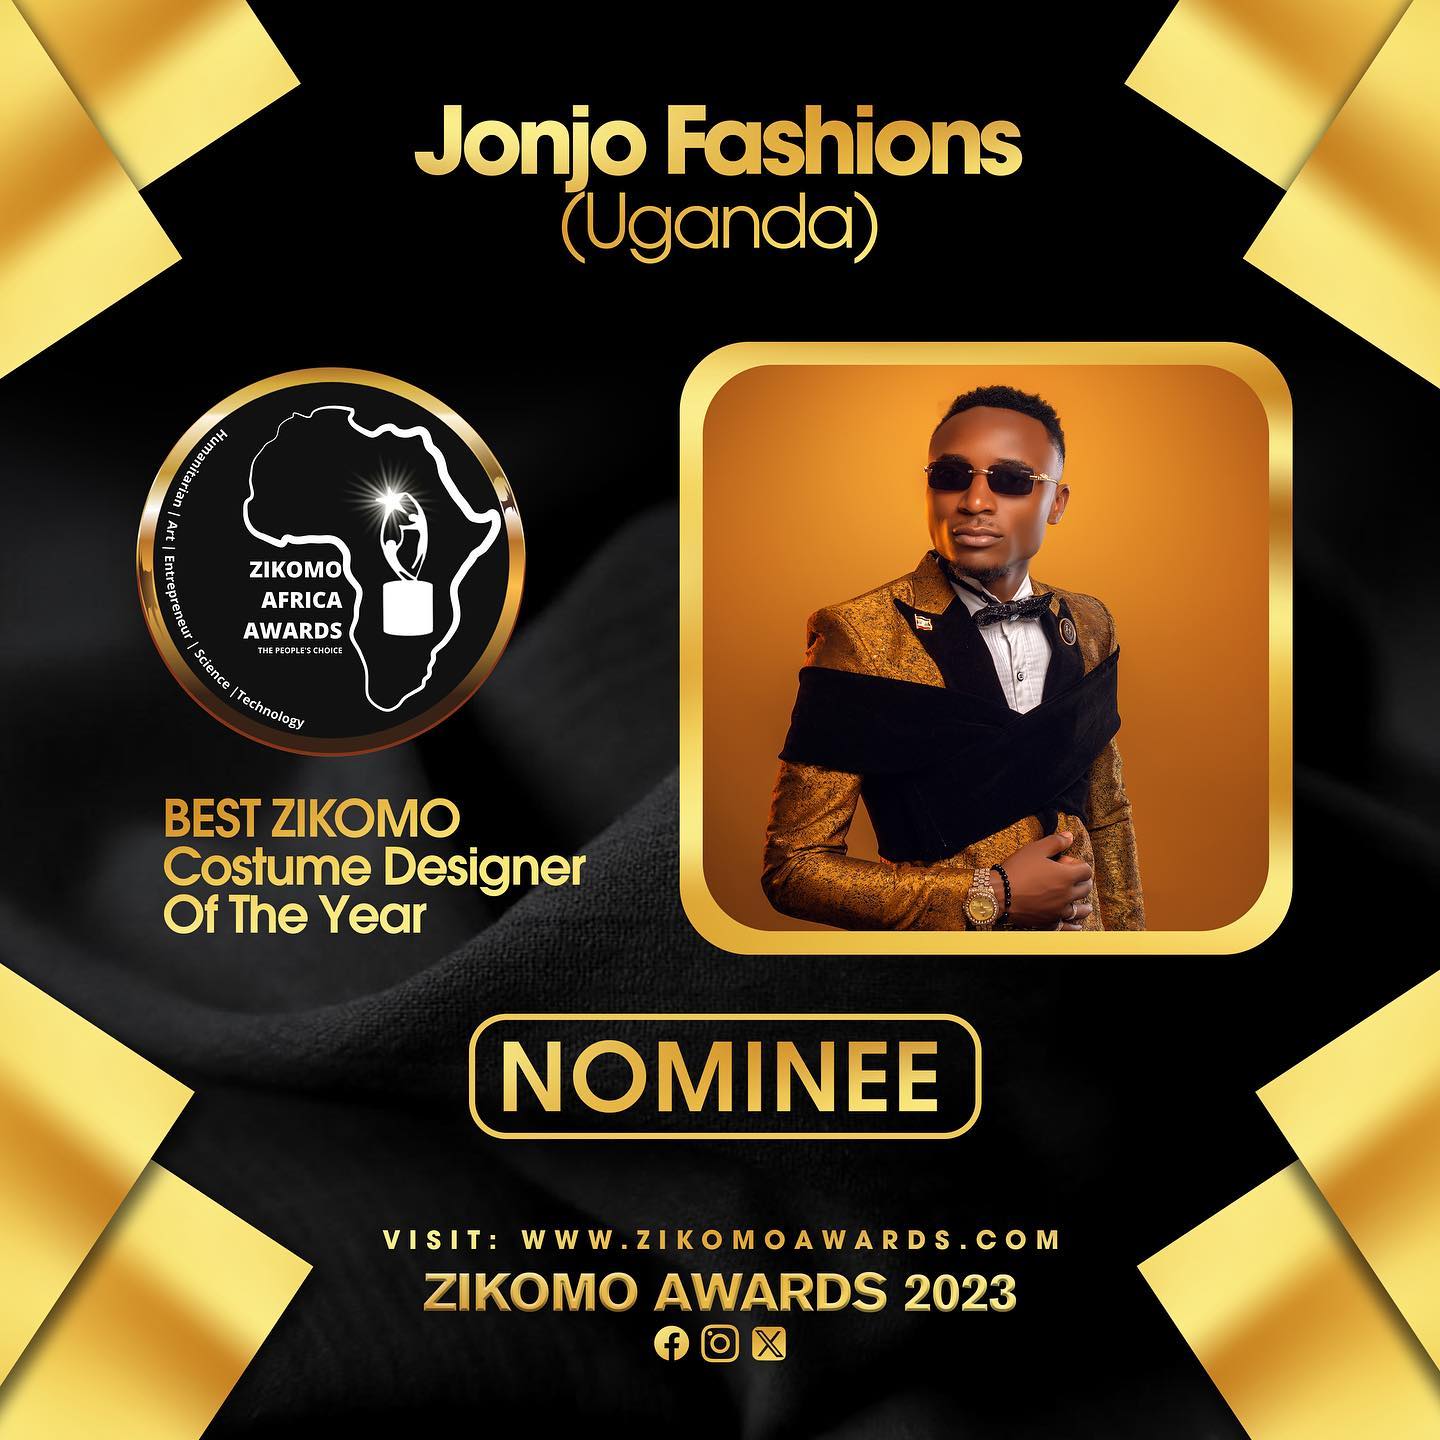 Jonjo Fashions
(Uganda)
Humanitarian | Art | Entrepreneur | Science |Technology
ZIKOMO
AFRICA
AWARDS
THE PEOPLE'S CHOICE
BEST ZIKOMO
Costume Designer
Of The Year
NOMINEE
VISIT: WWW.ZIKOMOAWARDS.COM
ZIKOMO AWARDS 2023